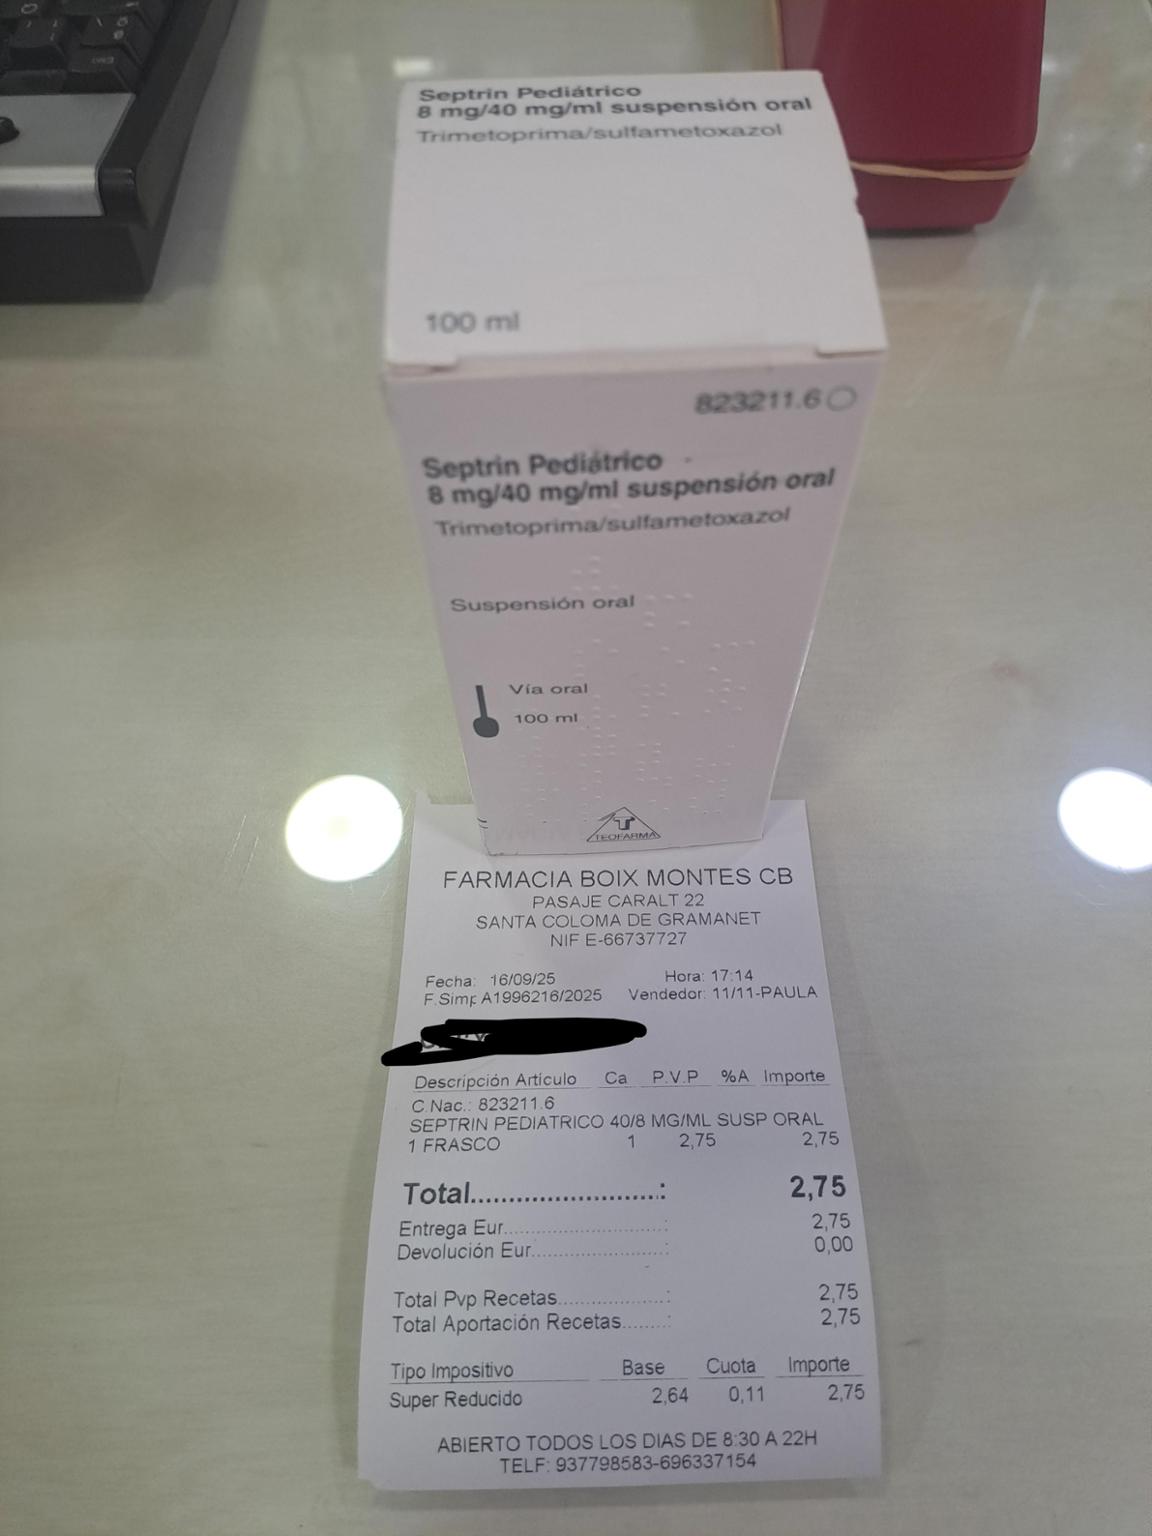 Septrin Pediátrico
8 mg/40 mg/ml suspensión oral
Trimetoprima/sulfametoxazol
100 ml
823211.6
Septrin Pediátrico
8 mg/40 mg/ml suspensión oral
Trimetoprima/sulfametoxazol
Suspensión oral
Vía oral
100 ml
T
TEOFARMA
FARMACIA BOIX MONTES CB
PASAJE CARALT 22
SANTA COLOMA DE GRAMANET
NIF E-66737727
Fecha: 16/09/25 Hora: 17:14
F.Simp A1996216/2025 Vendedor: 11/11-PAULA
Descripción Artículo Ca P.V.P %A Importe
C.Nac.: 823211.6
SEPTRIN PEDIATRICO 40/8 MG/ML SUSP ORAL
1 FRASCO 1 2,75 2,75
Total.........................: 2,75
Entrega Eur.........................: 2,75
Devolución Eur.....................: 0,00
Total Pvp Recetas.................: 2,75
Total Aportación Recetas.......: 2,75
Tipo Impositivo Base Cuota Importe
Super Reducido 2,64 0,11 2,75
ABIERTO TODOS LOS DIAS DE 8:30 A 22H
TELF: 937798583-696337154